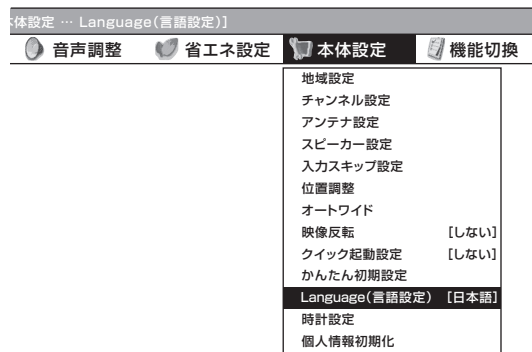 本体設定 … Language(言語設定)]
音声調整 省エネ設定 本体設定 機能切換
地域設定
チャンネル設定
アンテナ設定
スピーカー設定
入力スキップ設定
位置調整
オートワイド
映像反転 [しない]
クイック起動設定 [しない]
かんたん初期設定
Language(言語設定) [日本語]
時計設定
個人情報初期化